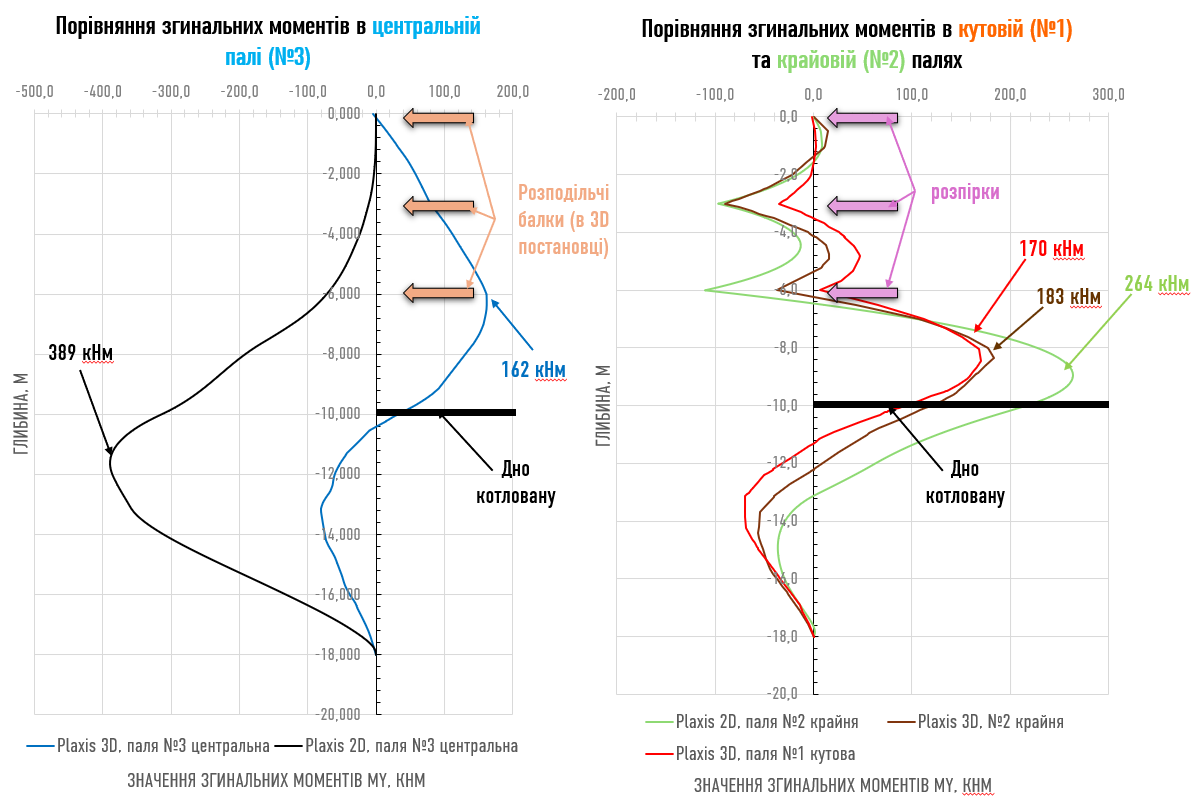 Порівняння згинальних моментів в центральній
палі (№3)
-500,0 -400,0 -300,0 -200,0 -100,0 0,0 100,0 200,0
0,000
-2,000
-4,000
-6,000
-8,000
-10,000
-12,000
-14,000
-16,000
-18,000
-20,000
ГЛИБИНА, М
389 кНм
162 кНм
Розподільчі
балки (в 3D
постановці)
Дно
котловану
Plaxis 3D, паля №3 центральна Plaxis 2D, паля №3 центральна
ЗНАЧЕННЯ ЗГИНАЛЬНИХ МОМЕНТІВ MY, КНМ
Порівняння згинальних моментів в кутовій (№1)
та крайовій (№2) палях
-200,0 -100,0 0,0 100,0 200,0 300,0
0,0
-2,0
-4,0
-6,0
-8,0
-10,0
-12,0
-14,0
-16,0
-18,0
-20,0
ГЛИБИНА, М
розпірки
170 кНм
183 кНм
264 кНм
Дно
котловану
Plaxis 2D, паля №2 крайня Plaxis 3D, №2 крайня
Plaxis 3D, паля №1 кутова
ЗНАЧЕННЯ ЗГИНАЛЬНИХ МОМЕНТІВ MY, КНМ